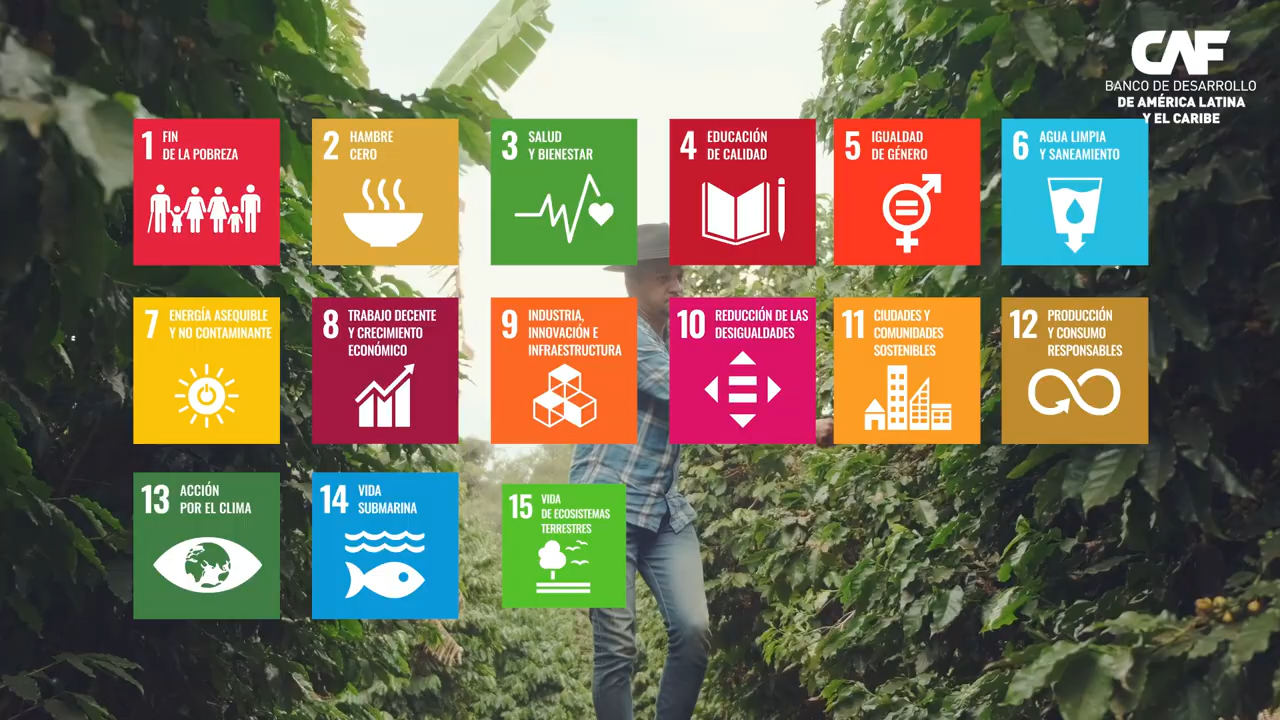 CAF
BANCO DE DESARROLLO
DE AMÉRICA LATINA
Y EL CARIBE
1 FIN
DE LA POBREZA
2 HAMBRE
CERO
3 SALUD
Y BIENESTAR
4 EDUCACIÓN
DE CALIDAD
5 IGUALDAD
DE GÉNERO
6 AGUA LIMPIA
Y SANEAMIENTO
7 ENERGÍA ASEQUIBLE
Y NO CONTAMINANTE
8 TRABAJO DECENTE
Y CRECIMIENTO
ECONÓMICO
9 INDUSTRIA,
INNOVACIÓN E
INFRAESTRUCTURA
10 REDUCCIÓN DE LAS
DESIGUALDADES
11 CIUDADES Y
COMUNIDADES
SOSTENIBLES
12 PRODUCCIÓN
Y CONSUMO
RESPONSABLES
13 ACCIÓN
POR EL CLIMA
14 VIDA
SUBMARINA
15 VIDA
DE ECOSISTEMAS
TERRESTRES